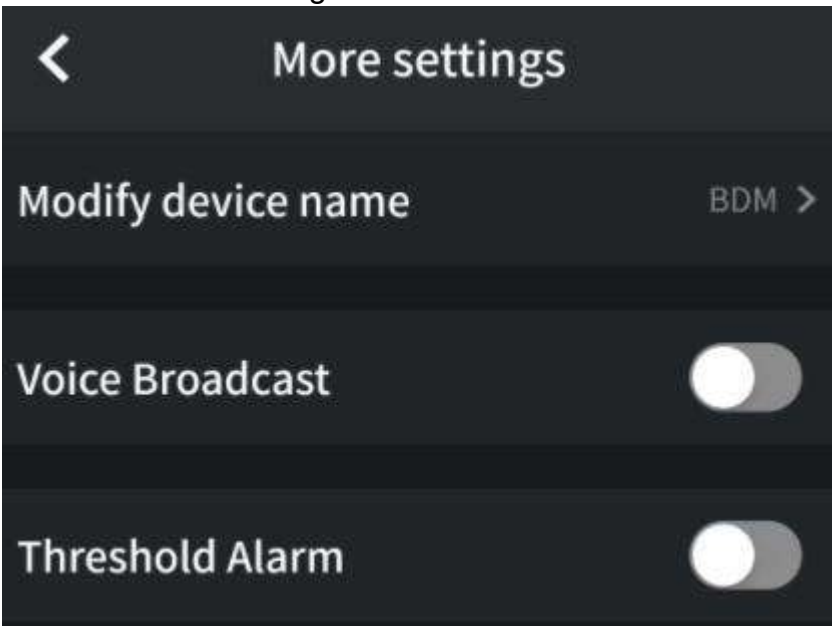 More settings
Modify device name BDM
Voice Broadcast
Threshold Alarm